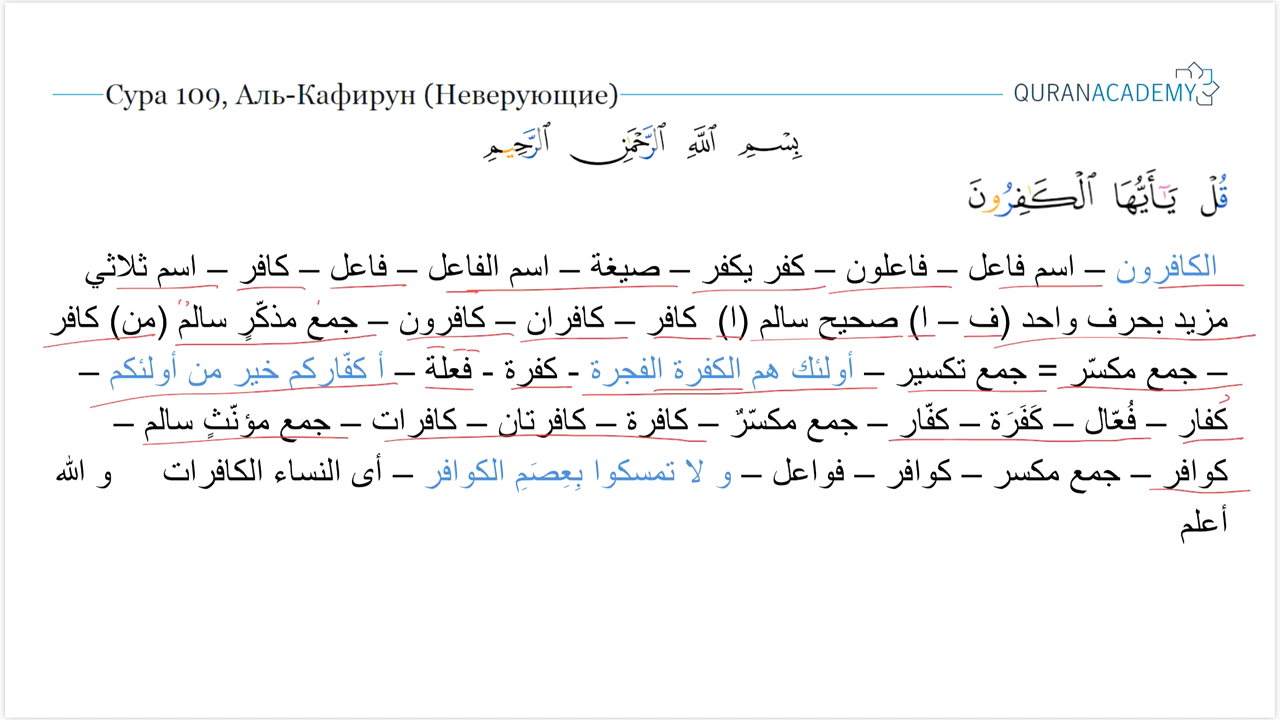 Сура 109, Аль-Кафирун (Неверующие)
QURANACADEMY
بِسْمِ ٱللَّهِ ٱلرَّحْمَٰنِ ٱلرَّحِيمِ
قُلْ يَٰٓأَيُّهَا ٱلْكَٰفِرُونَ
الكافرون – اسم فاعل – فاعلون – كفر يكفر – صيغة – اسم الفاعل – فاعل – كافر – اسم ثلاثي
مزيد بحرف واحد (ف – ا) صحيح سالم (ا) كافر – كافران – كافرون – جمع مذكّرٍ سالم (من) كافر
– جمع مكسّر = جمع تكسير – أولئك هم الكفرة الفجرة - كفرة - فعلة – أ كفّاركم خير من أولئكم –
كفار – فُعّال – كَفَرَة – كفّار – جمع مكسّرٌ – كافرة – كافرتان – كافرات – جمع مؤنّثٍ سالم –
كوافر – جمع مكسر – كوافر – فواعل – و لا تمسكوا بِعِصَمِ الكوافر – أى النساء الكافرات و الله
أعلم